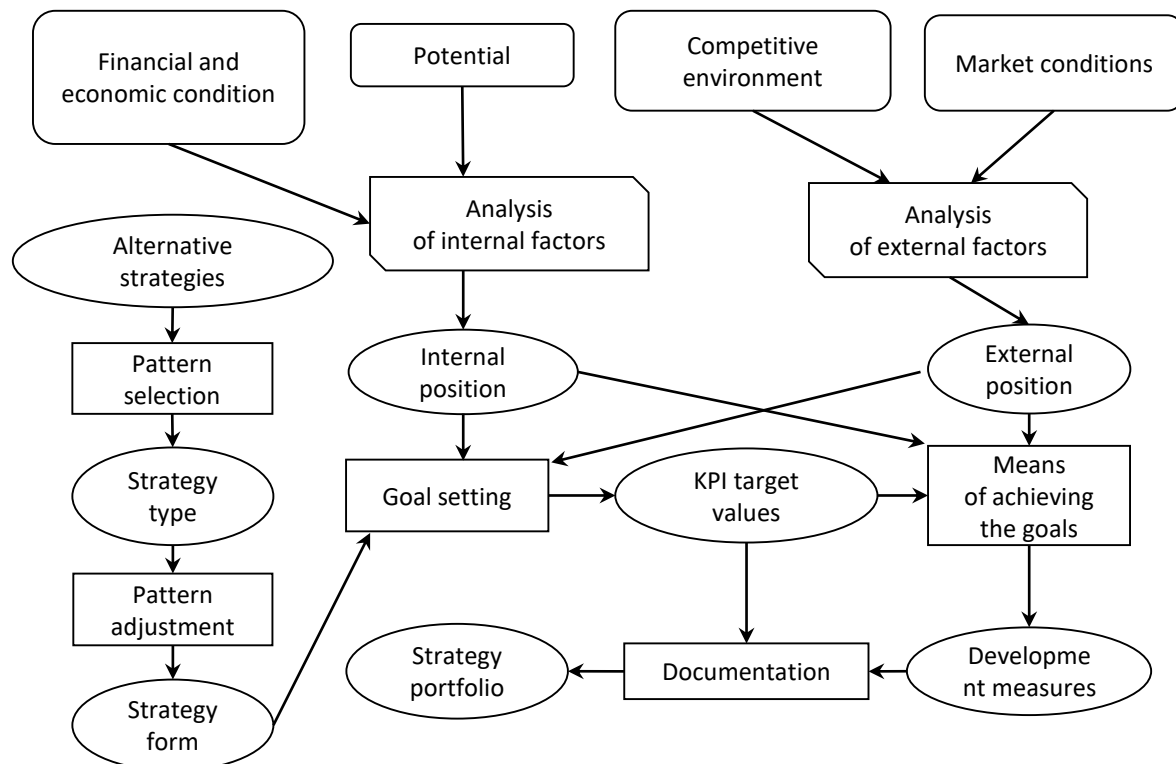 Financial and
economic condition
Potential
Competitive
environment
Market conditions
Analysis
of internal factors
Analysis
of external factors
Alternative
strategies
Pattern
selection
Internal
position
External
position
Strategy
type
Goal setting
KPI target
values
Means
of achieving
the goals
Pattern
adjustment
Strategy
portfolio
Documentation
Developme
nt measures
Strategy
form